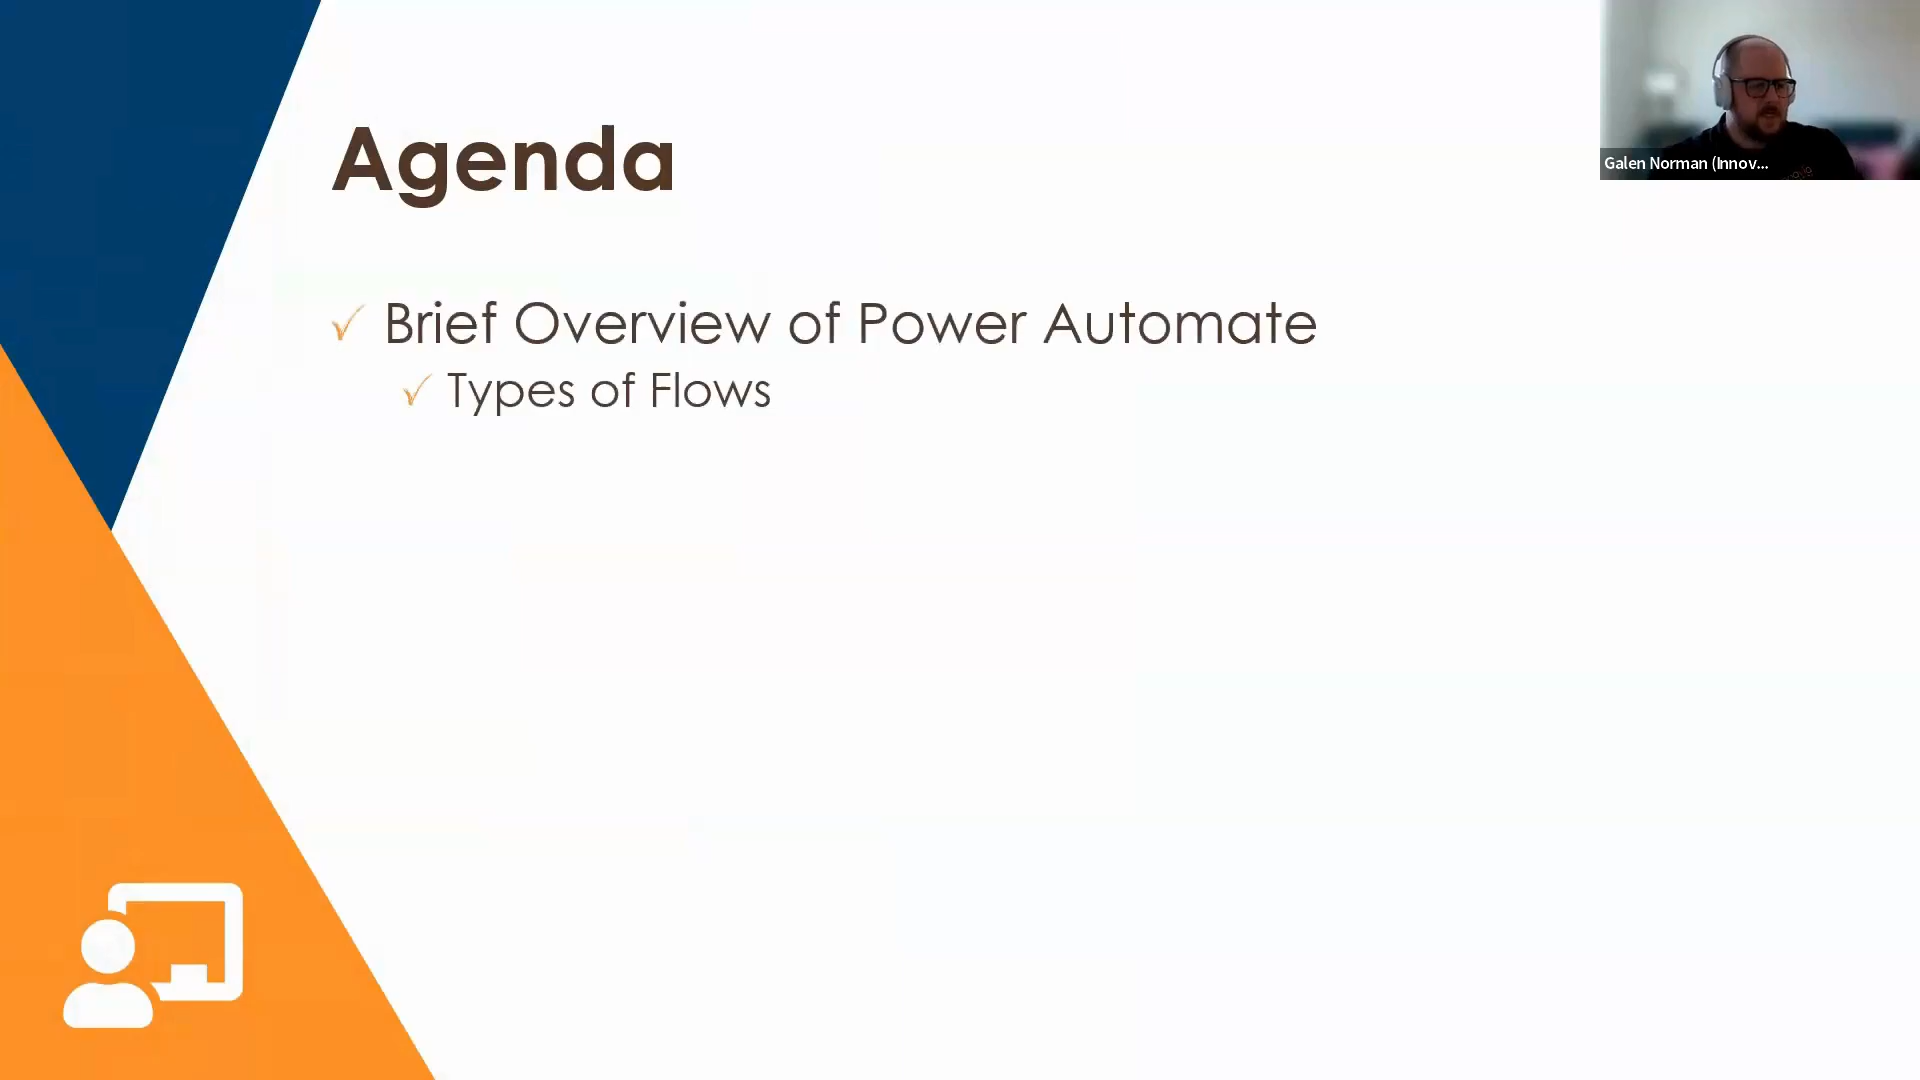 Agenda
Brief Overview of Power Automate
Types of Flows
Galen Norman (Innov...